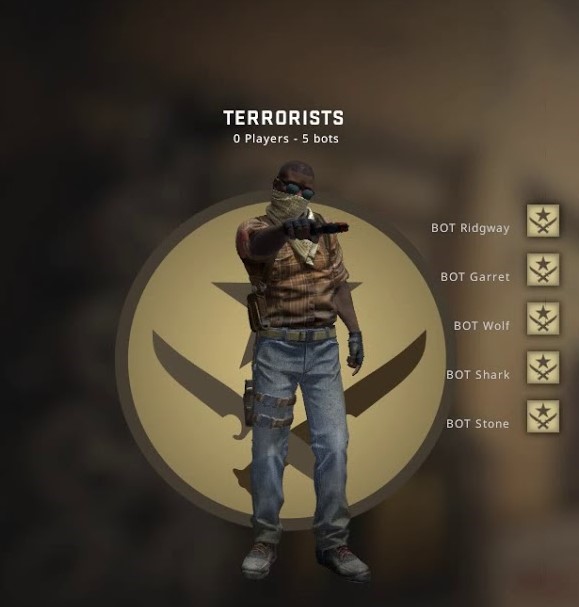 TERRORISTS
0 Players - 5 bots
BOT Ridgway
BOT Garret
BOT Wolf
BOT Shark
BOT Stone